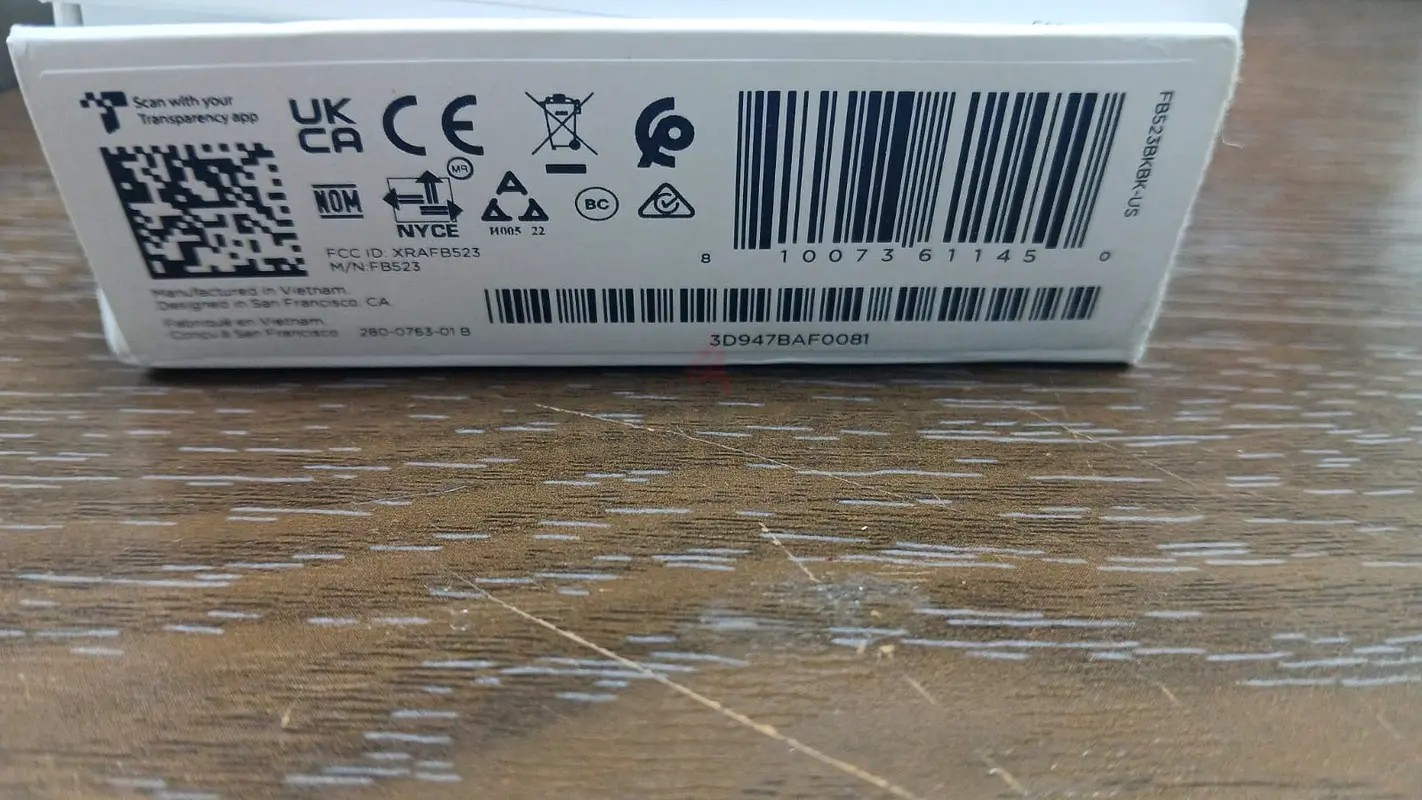 Scan with your
Transparency app
UK
CA
CE
MR
NOM
NYCE
И005 22
BC
FCC ID: XRAFB523
M/N:FB523
Manufactured in Vietnam.
Designed in San Francisco, CA
Fabriqué en Vietnam.
Conçu à San Francisco
280-0763-01 B
8 10073 61145 0
3D947BAF0081
FB523BKBK-US